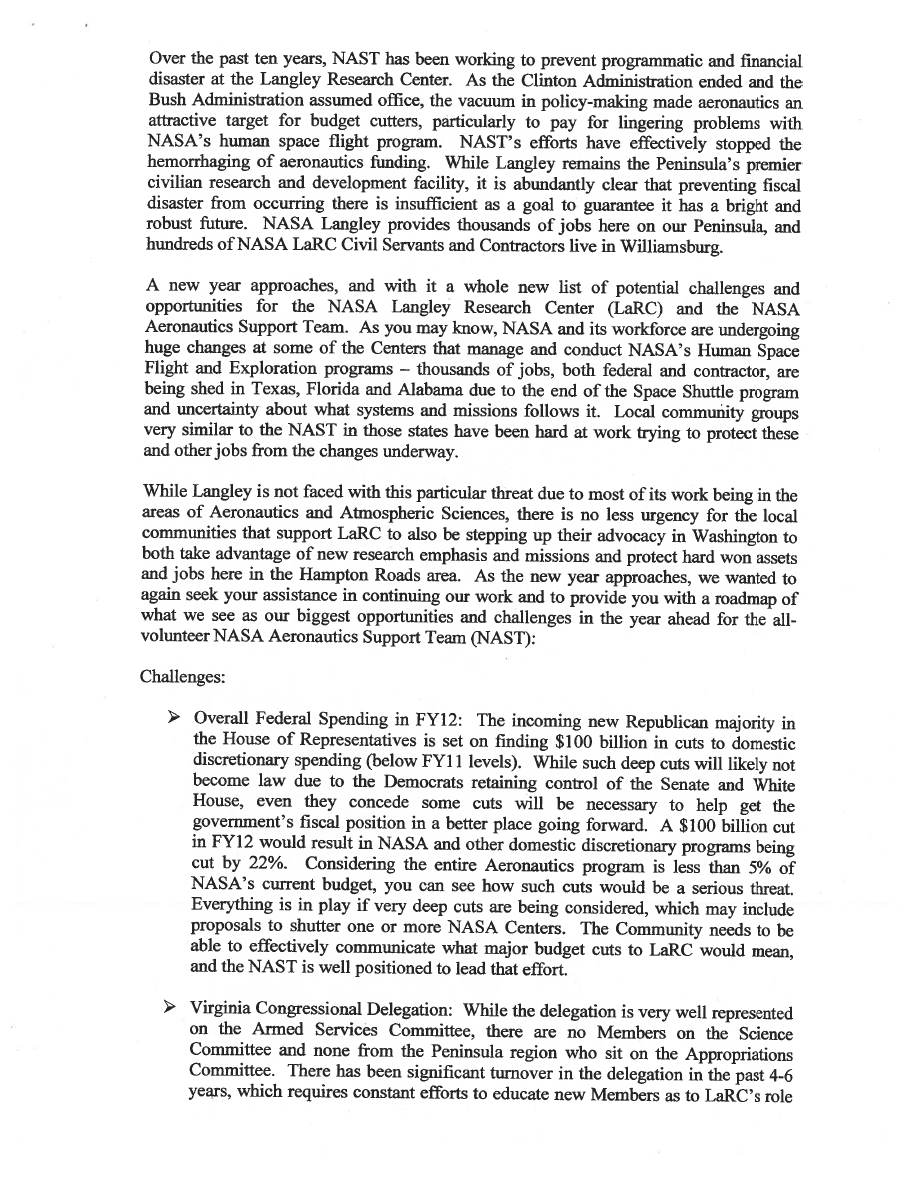 Over the past ten years, NAST has been working to prevent programmatic and financial
disaster at the Langley Research Center. As the Clinton Administration ended and the
Bush Administration assumed office, the vacuum in policy-making made aeronautics an
attractive target for budget cutters, particularly to pay for lingering problems with
NASA's human space flight program. NAST's efforts have effectively stopped the
hemorrhaging of aeronautics funding. While Langley remains the Peninsula's premier
civilian research and development facility, it is abundantly clear that preventing fiscal
disaster from occurring there is insufficient as a goal to guarantee it has a bright and
robust future. NASA Langley provides thousands of jobs here on our Peninsula, and
hundreds of NASA LaRC Civil Servants and Contractors live in Williamsburg.
A new year approaches, and with it a whole new list of potential challenges and
opportunities for the NASA Langley Research Center (LaRC) and the NASA
Aeronautics Support Team. As you may know, NASA and its workforce are undergoing
huge changes at some of the Centers that manage and conduct NASA's Human Space
Flight and Exploration programs – thousands of jobs, both federal and contractor, are
being shed in Texas, Florida and Alabama due to the end of the Space Shuttle program
and uncertainty about what systems and missions follows it. Local community groups
very similar to the NAST in those states have been hard at work trying to protect these
and other jobs from the changes underway.
While Langley is not faced with this particular threat due to most of its work being in the
areas of Aeronautics and Atmospheric Sciences, there is no less urgency for the local
communities that support LaRC to also be stepping up their advocacy in Washington to
both take advantage of new research emphasis and missions and protect hard won assets
and jobs here in the Hampton Roads area. As the new year approaches, we wanted to
again seek your assistance in continuing our work and to provide you with a roadmap of
what we see as our biggest opportunities and challenges in the year ahead for the all-
volunteer NASA Aeronautics Support Team (NAST):
Challenges:
➢ Overall Federal Spending in FY12: The incoming new Republican majority in
the House of Representatives is set on finding $100 billion in cuts to domestic
discretionary spending (below FY11 levels). While such deep cuts will likely not
become law due to the Democrats retaining control of the Senate and White
House, even they concede some cuts will be necessary to help get the
government's fiscal position in a better place going forward. A $100 billion cut
in FY12 would result in NASA and other domestic discretionary programs being
cut by 22%. Considering the entire Aeronautics program is less than 5% of
NASA's current budget, you can see how such cuts would be a serious threat.
Everything is in play if very deep cuts are being considered, which may include
proposals to shutter one or more NASA Centers. The Community needs to be
able to effectively communicate what major budget cuts to LaRC would mean,
and the NAST is well positioned to lead that effort.
➢ Virginia Congressional Delegation: While the delegation is very well represented
on the Armed Services Committee, there are no Members on the Science
Committee and none from the Peninsula region who sit on the Appropriations
Committee. There has been significant turnover in the delegation in the past 4-6
years, which requires constant efforts to educate new Members as to LaRC's role